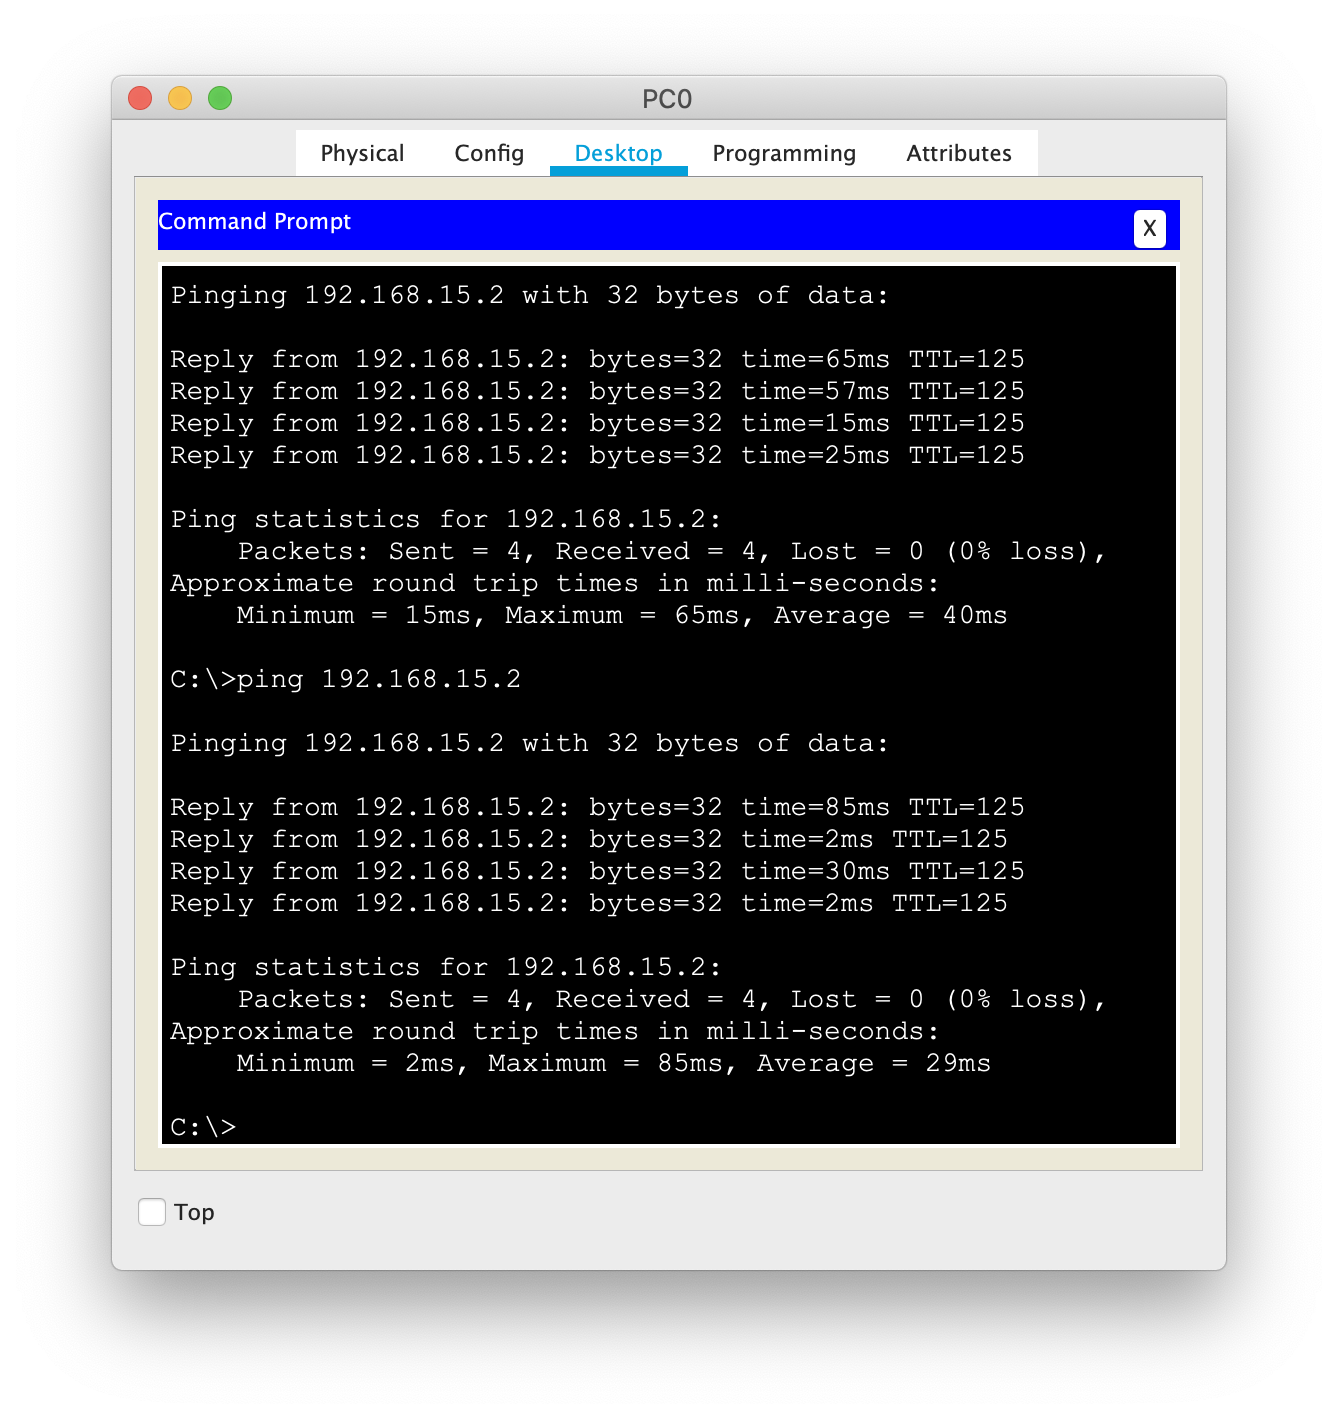 PC0
Physical Config Desktop Programming Attributes
Command Prompt
X
Pinging 192.168.15.2 with 32 bytes of data:
Reply from 192.168.15.2: bytes=32 time=65ms TTL=125
Reply from 192.168.15.2: bytes=32 time=57ms TTL=125
Reply from 192.168.15.2: bytes=32 time=15ms TTL=125
Reply from 192.168.15.2: bytes=32 time=25ms TTL=125
Ping statistics for 192.168.15.2:
Packets: Sent = 4, Received = 4, Lost = 0 (0% loss),
Approximate round trip times in milli-seconds:
Minimum = 15ms, Maximum = 65ms, Average = 40ms
C:\>ping 192.168.15.2
Pinging 192.168.15.2 with 32 bytes of data:
Reply from 192.168.15.2: bytes=32 time=85ms TTL=125
Reply from 192.168.15.2: bytes=32 time=2ms TTL=125
Reply from 192.168.15.2: bytes=32 time=30ms TTL=125
Reply from 192.168.15.2: bytes=32 time=2ms TTL=125
Ping statistics for 192.168.15.2:
Packets: Sent = 4, Received = 4, Lost = 0 (0% loss),
Approximate round trip times in milli-seconds:
Minimum = 2ms, Maximum = 85ms, Average = 29ms
C:\>
Top